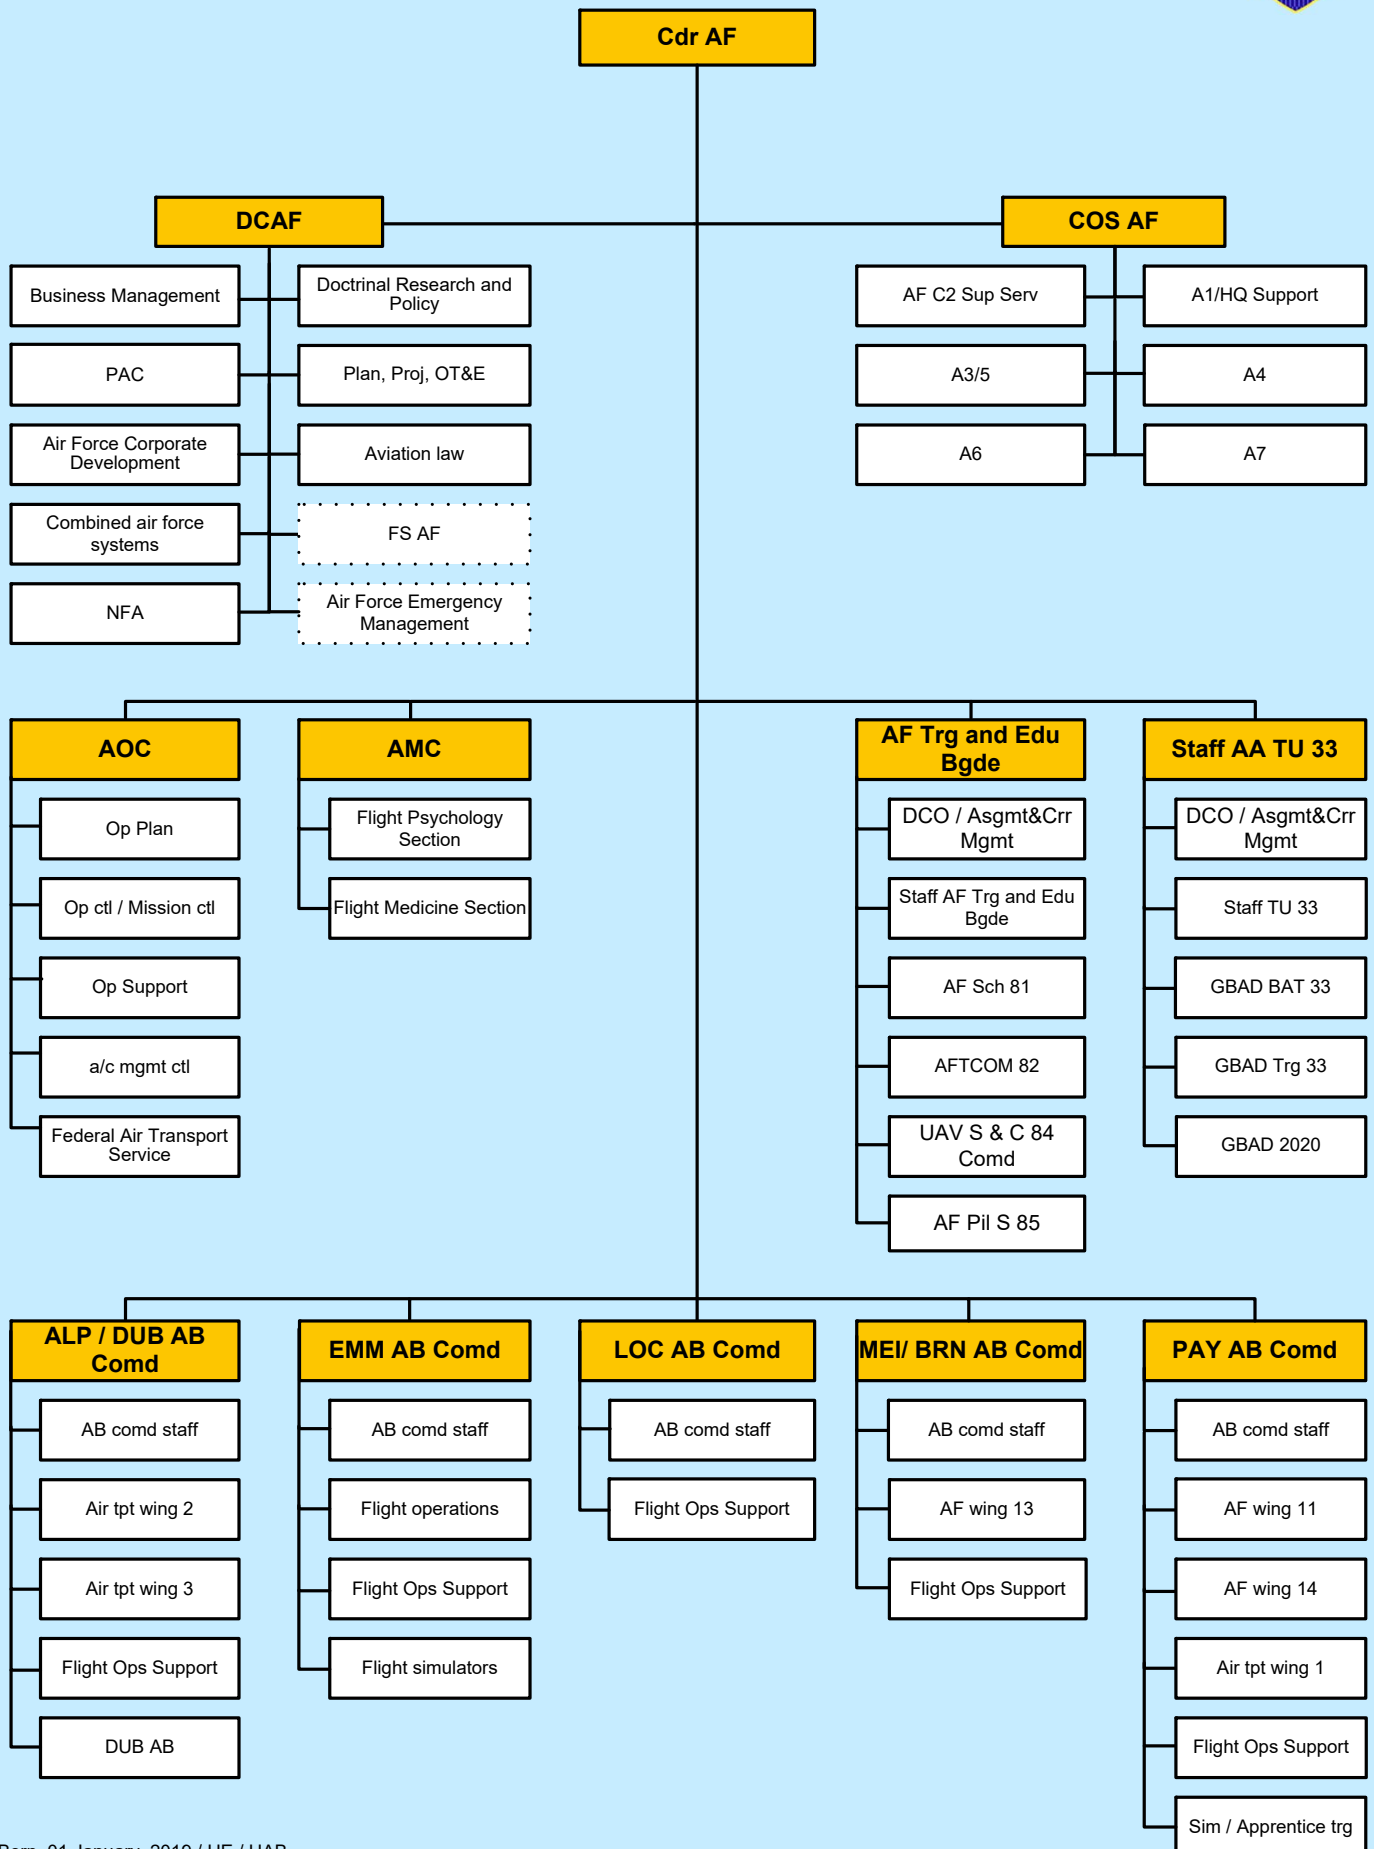 Cdr AF
DCAF
COS AF
Business Management
Doctrinal Research and
Policy
PAC
Plan, Proj, OT&E
Air Force Corporate
Development
Aviation law
Combined air force
systems
FS AF
NFA
Air Force Emergency
Management
AF C2 Sup Serv
A1/HQ Support
A3/5
A4
A6
A7
AOC
Op Plan
Op ctl / Mission ctl
Op Support
a/c mgmt ctl
Federal Air Transport
Service
AMC
Flight Psychology
Section
Flight Medicine Section
AF Trg and Edu
Bgde
DCO / Asgmt&Crr
Mgmt
Staff AF Trg and Edu
Bgde
AF Sch 81
AFTCOM 82
UAV S & C 84
Comd
AF Pil S 85
Staff AA TU 33
DCO / Asgmt&Crr
Mgmt
Staff TU 33
GBAD BAT 33
GBAD Trg 33
GBAD 2020
ALP / DUB AB
Comd
AB comd staff
Air tpt wing 2
Air tpt wing 3
Flight Ops Support
DUB AB
EMM AB Comd
AB comd staff
Flight operations
Flight Ops Support
Flight simulators
LOC AB Comd
AB comd staff
Flight Ops Support
MEI/ BRN AB Comd
AB comd staff
AF wing 13
Flight Ops Support
PAY AB Comd
AB comd staff
AF wing 11
AF wing 14
Air tpt wing 1
Flight Ops Support
Sim / Apprentice trg